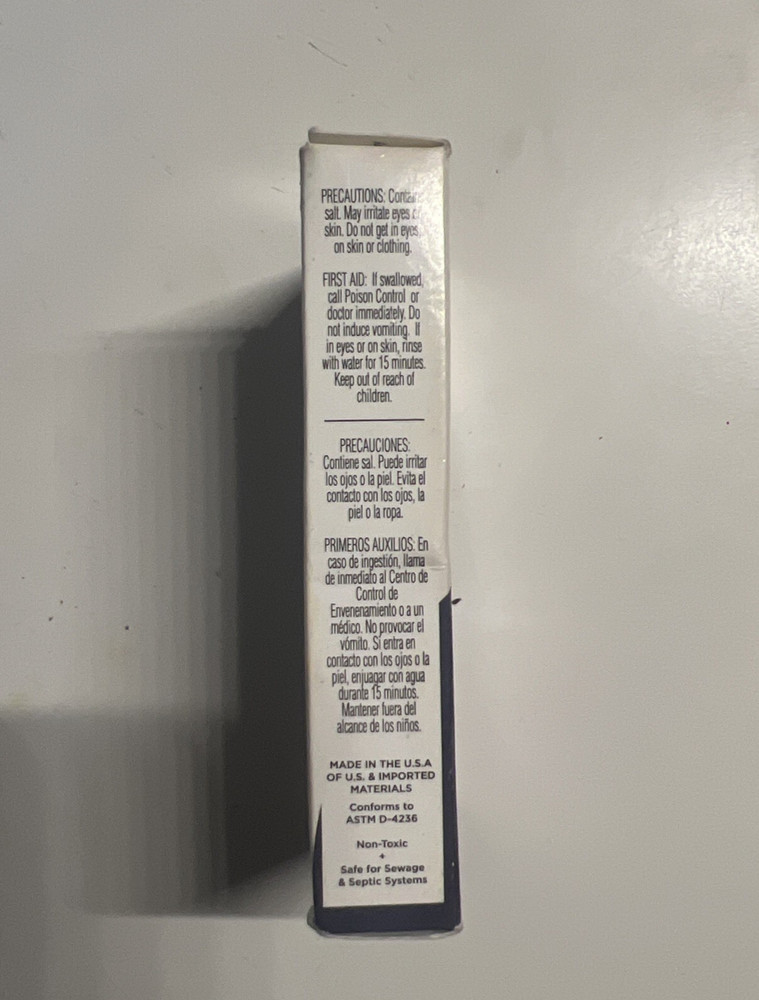 PRECAUTIONS: Contains
salt. May irritate eyes or
skin. Do not get in eyes,
on skin or clothing.
FIRST AID: If swallowed,
call Poison Control or
doctor immediately. Do
not induce vomiting. If
in eyes or on skin, rinse
with water for 15 minutes.
Keep out of reach of
children.
PRECAUCIONES:
Contiene sal. Puede irritar
los ojos o la piel. Evita el
contacto con los ojos, la
piel o la ropa.
PRIMEROS AUXILIOS: En
caso de ingestión, llama
de inmediato al Centro de
Control de
Envenenamiento o a un
médico. No provocar el
vómito. Si entra en
contacto con los ojos o la
piel, enjuagar con agua
durante 15 minutos.
Mantener fuera del
alcance de los niños.
MADE IN THE U.S.A
OF U.S. & IMPORTED
MATERIALS
Conforms to
ASTM D-4236
Non-Toxic
+
Safe for Sewage
& Septic Systems